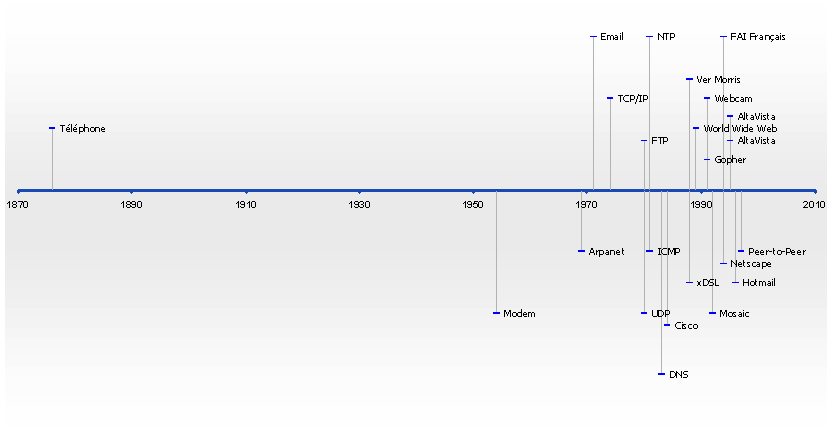 Email
NTP
FAI Français
Ver Morris
TCP/IP
Webcam
AltaVista
Téléphone
World Wide Web
FTP
AltaVista
Gopher
1870
1890
1910
1930
1950
1970
1990
2010
Arpanet
ICMP
Peer-to-Peer
Netscape
xDSL
Hotmail
Modem
UDP
Mosaic
Cisco
DNS